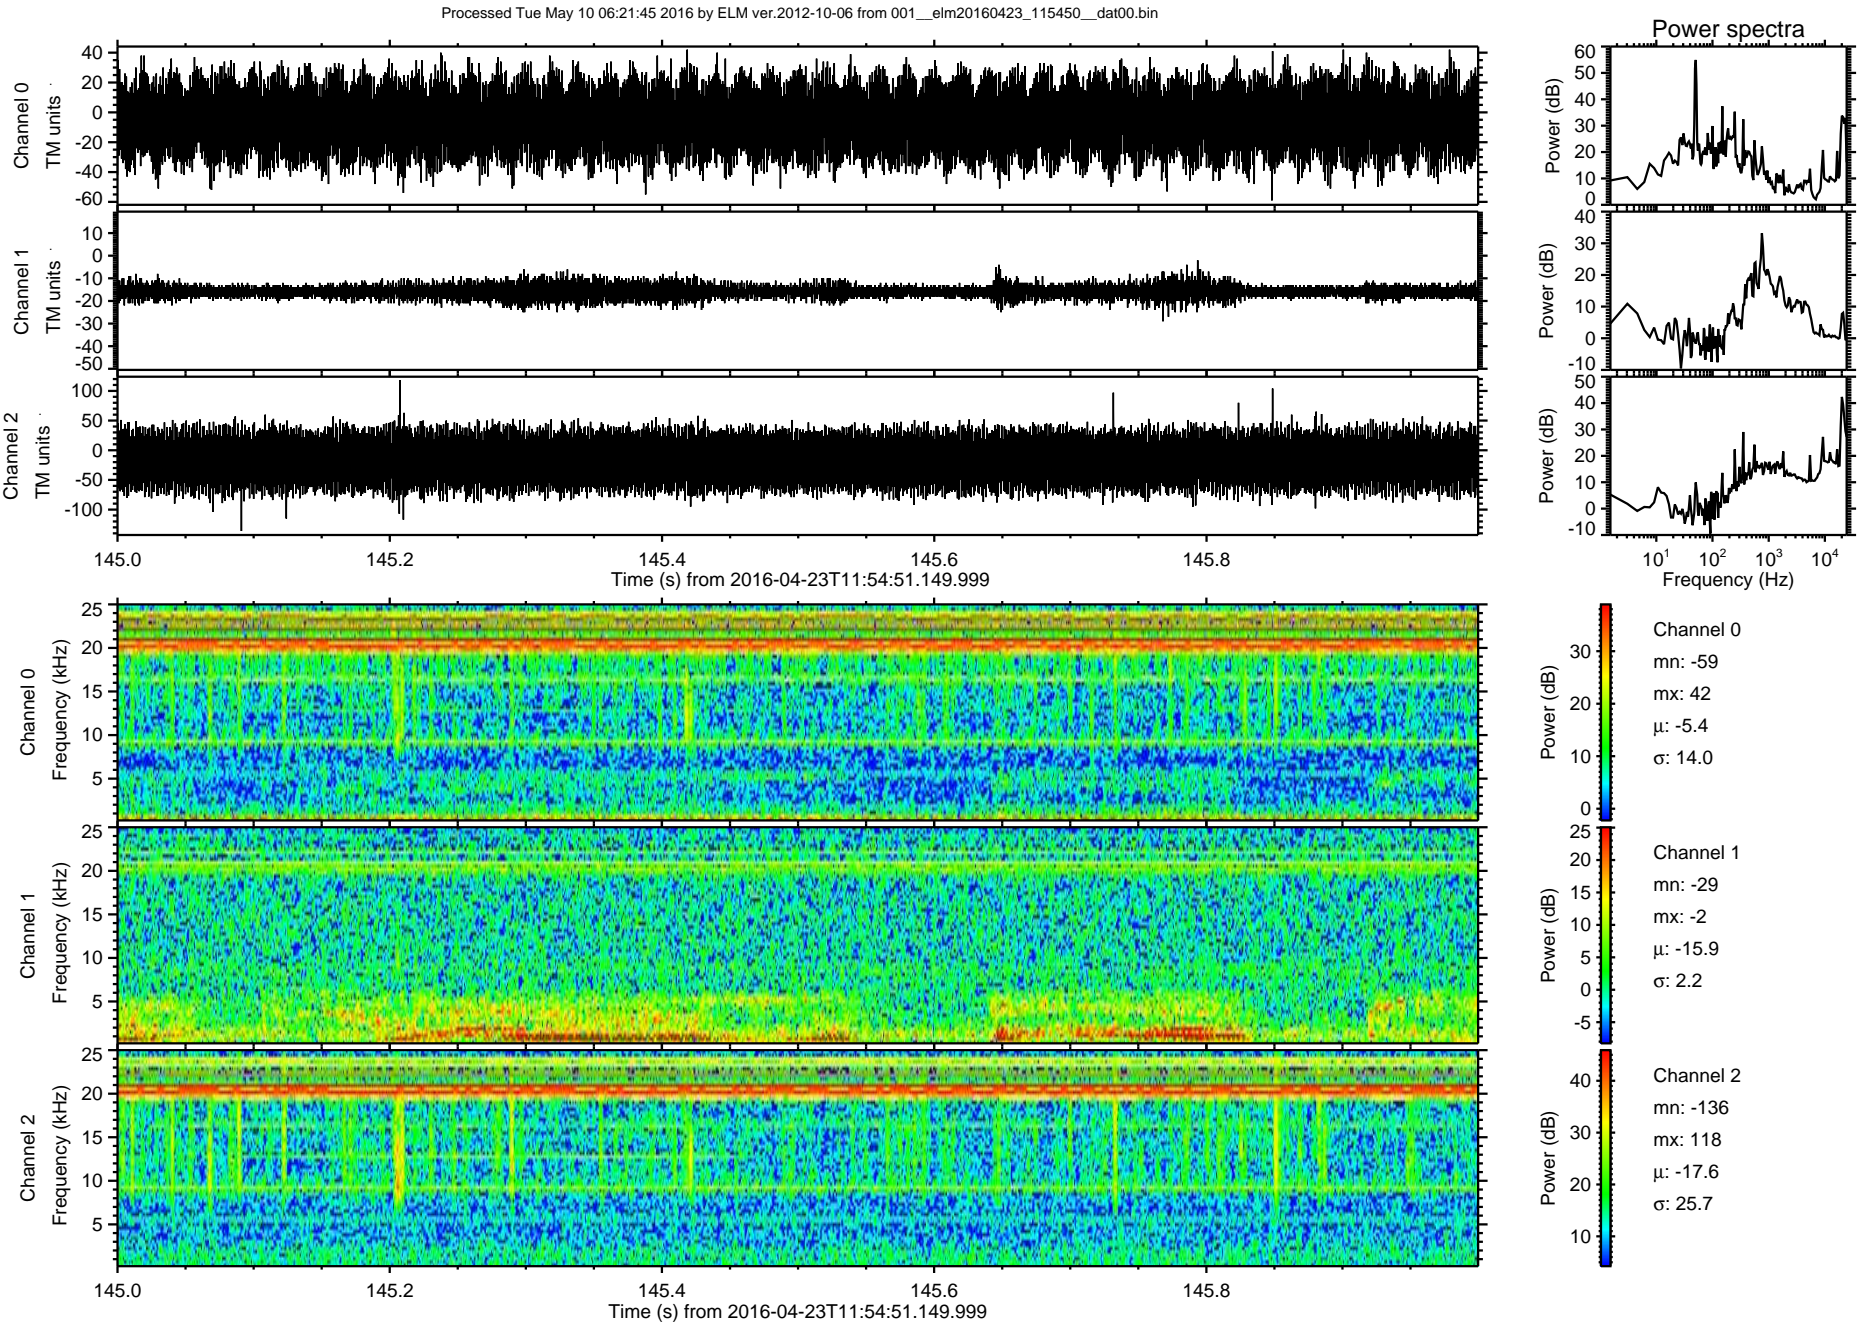 Processed Tue May 10 06:21:45 2016 by ELM ver.2012-10-06 from 001__elm20160423_115450__dat00.bin
Power spectra
Channel 0
TM units
40
20
0
-20
-40
-60
Power (dB)
60
50
40
30
20
10
0
Channel 1
TM units
10
0
-10
-20
-30
-40
-50
Power (dB)
40
30
20
10
0
-10
Channel 2
TM units
100
50
0
-50
-100
Power (dB)
50
40
30
20
10
0
-10
145.0 145.2 145.4 145.6 145.8
Time (s) from 2016-04-23T11:54:51.149.999
10^1 10^2 10^3 10^4
Frequency (Hz)
Channel 0
Frequency (kHz)
25
20
15
10
5
Power (dB)
30
20
10
0
Channel 0
mn: -59
mx: 42
μ: -5.4
σ: 14.0
Channel 1
Frequency (kHz)
25
20
15
10
5
Power (dB)
25
20
15
10
5
0
-5
Channel 1
mn: -29
mx: -2
μ: -15.9
σ: 2.2
Channel 2
Frequency (kHz)
25
20
15
10
5
Power (dB)
40
30
20
10
Channel 2
mn: -136
mx: 118
μ: -17.6
σ: 25.7
145.0 145.2 145.4 145.6 145.8
Time (s) from 2016-04-23T11:54:51.149.999